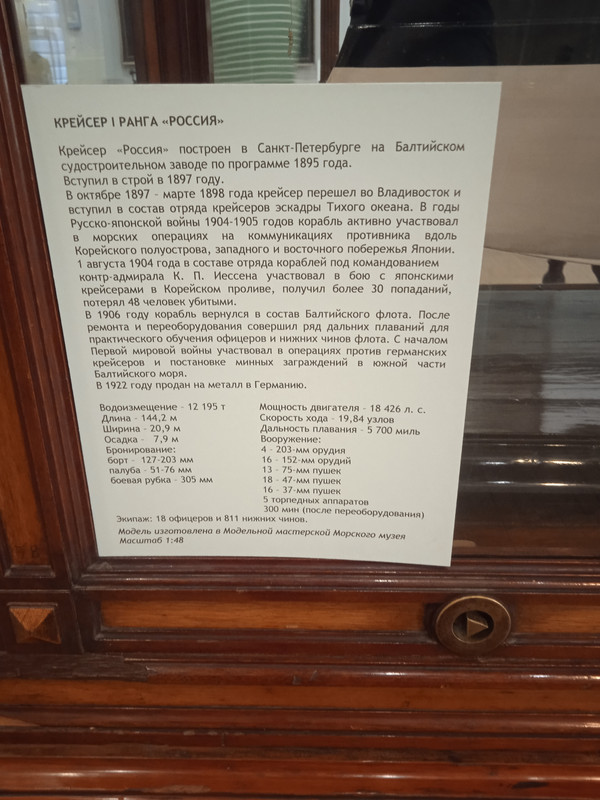 КРЕЙСЕР I РАНГА «РОССИЯ»
Крейсер «Россия» построен в Санкт-Петербурге на Балтийском
судостроительном заводе по программе 1895 года.
Вступил в строй в 1897 году.
В октябре 1897 – марте 1898 года крейсер перешел во Владивосток и
вступил в состав отряда крейсеров эскадры Тихого океана. В годы
Русско-японской войны 1904-1905 годов корабль активно участвовал
в морских операциях на коммуникациях противника вдоль
Корейского полуострова, западного и восточного побережья Японии.
1 августа 1904 года в составе отряда кораблей под командованием
контр-адмирала К. П. Иессена участвовал в бою с японскими
крейсерами в Корейском проливе, получил более 30 попаданий,
потерял 48 человек убитыми.
В 1906 году корабль вернулся в состав Балтийского флота. После
ремонта и переоборудования совершил ряд дальних плаваний для
практического обучения офицеров и нижних чинов флота. С началом
Первой мировой войны участвовал в операциях против германских
крейсеров и постановке минных заграждений в южной части
Балтийского моря.
В 1922 году продан на металл в Германию.
Водоизмещение – 12 195 т
Длина – 144,2 м
Ширина – 20,9 м
Осадка – 7,9 м
Бронирование:
борт – 127-203 мм
палуба – 51-76 мм
боевая рубка – 305 мм
Мощность двигателя – 18 426 л. с.
Скорость хода – 19,84 узлов
Дальность плавания – 5 700 миль
Вооружение:
4 – 203-мм орудия
16 – 152-мм орудий
13 – 75-мм пушек
18 – 47-мм пушек
16 – 37-мм пушек
5 торпедных аппаратов
300 мин (после переоборудования)
Экипаж: 18 офицеров и 811 нижних чинов.
Модель изготовлена в Модельной мастерской Морского музея
Масштаб 1:48